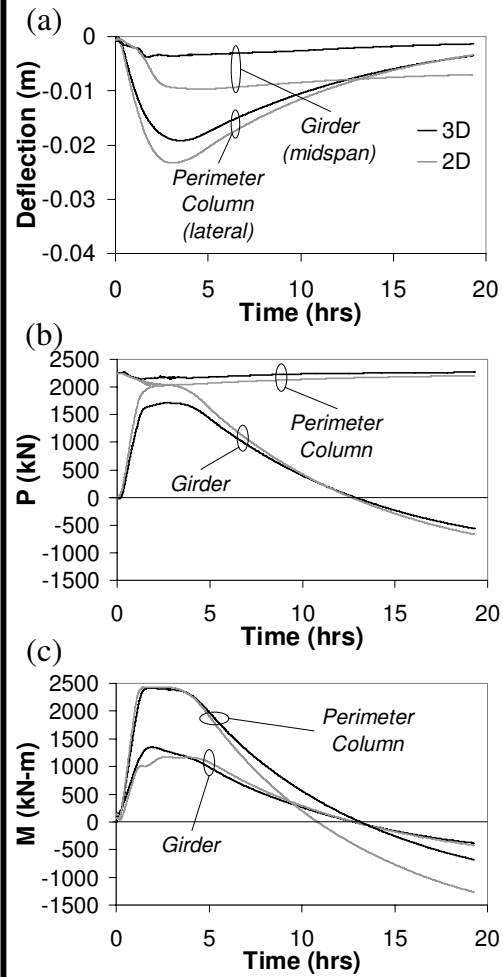 (a)
Deflection (m)
0
-0.01
-0.02
-0.03
-0.04
Girder
(midspan)
Perimeter
Column
(lateral)
3D
2D
0 5 10 15 20
Time (hrs)
(b)
P (kN)
2500
2000
1500
1000
500
0
-500
-1000
-1500
Perimeter
Column
Girder
0 5 10 15 20
Time (hrs)
(c)
M (kN-m)
2500
2000
1500
1000
500
0
-500
-1000
-1500
Perimeter
Column
Girder
0 5 10 15 20
Time (hrs)